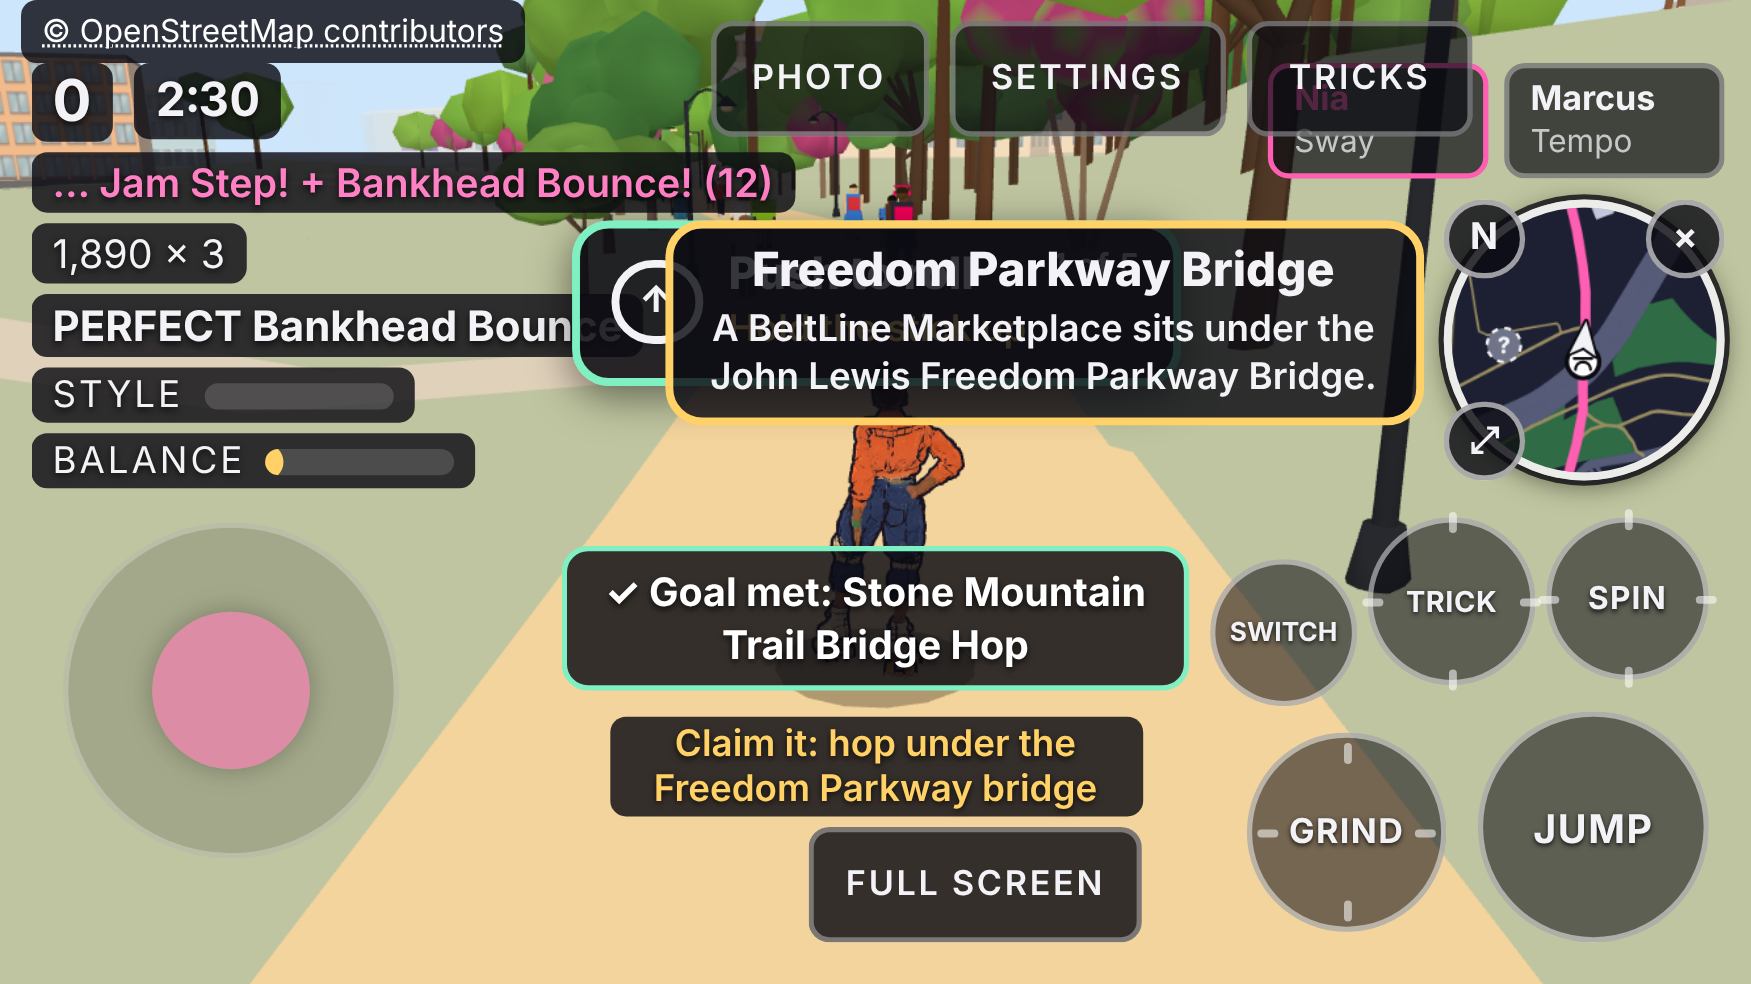 © OpenStreetMap contributors
PHOTO
SETTINGS
TRICKS
0
2:30
Nia
Sway
Marcus
Tempo
... Jam Step! + Bankhead Bounce! (12)
1,890 × 3
N
×
Freedom Parkway Bridge
A BeltLine Marketplace sits under the
John Lewis Freedom Parkway Bridge.
PERFECT Bankhead Bounce
?
STYLE
BALANCE
✓ Goal met: Stone Mountain
Trail Bridge Hop
SWITCH
TRICK
SPIN
Claim it: hop under the
Freedom Parkway bridge
GRIND
JUMP
FULL SCREEN